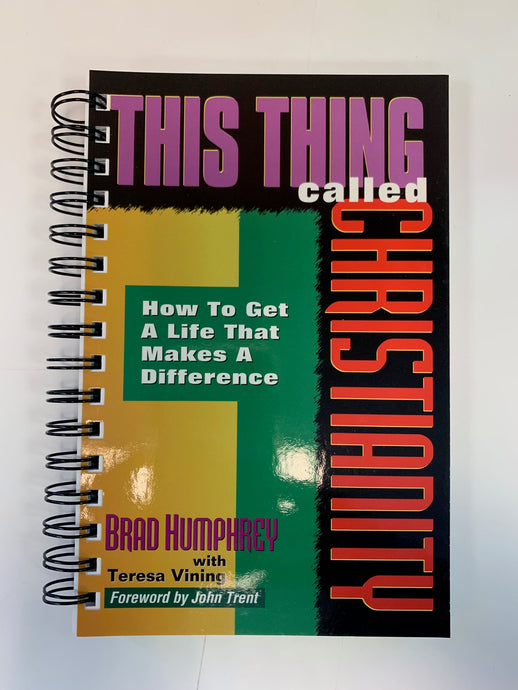 THIS THING
called
CHRISTIANITY
How To Get
A Life That
Makes A
Difference
BRAD HUMPHREY
with
Teresa Vining
Foreword by John Trent